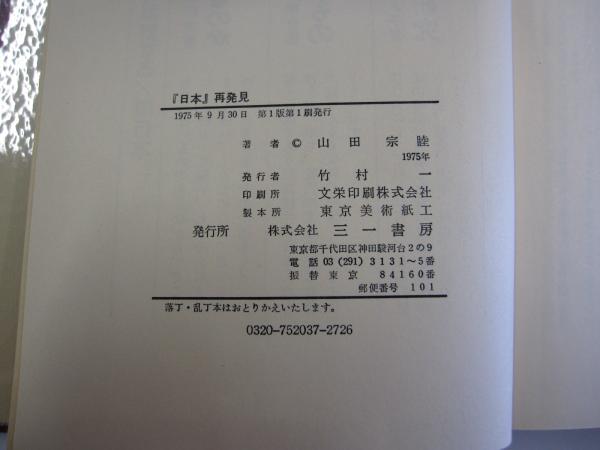 『日本』再発見
1975年9月30日 第1版第1刷発行
著者 © 山田宗睦
1975年
発行者 竹村一
印刷所 文栄印刷株式会社
製本所 東京美術紙工
発行所 株式会社 三一書房
東京都千代田区神田駿河台2の9
電話 03 (291) 3131〜5番
振替東京 84160番
郵便番号 101
落丁・乱丁本はおとりかえいたします。
0320-752037-2726